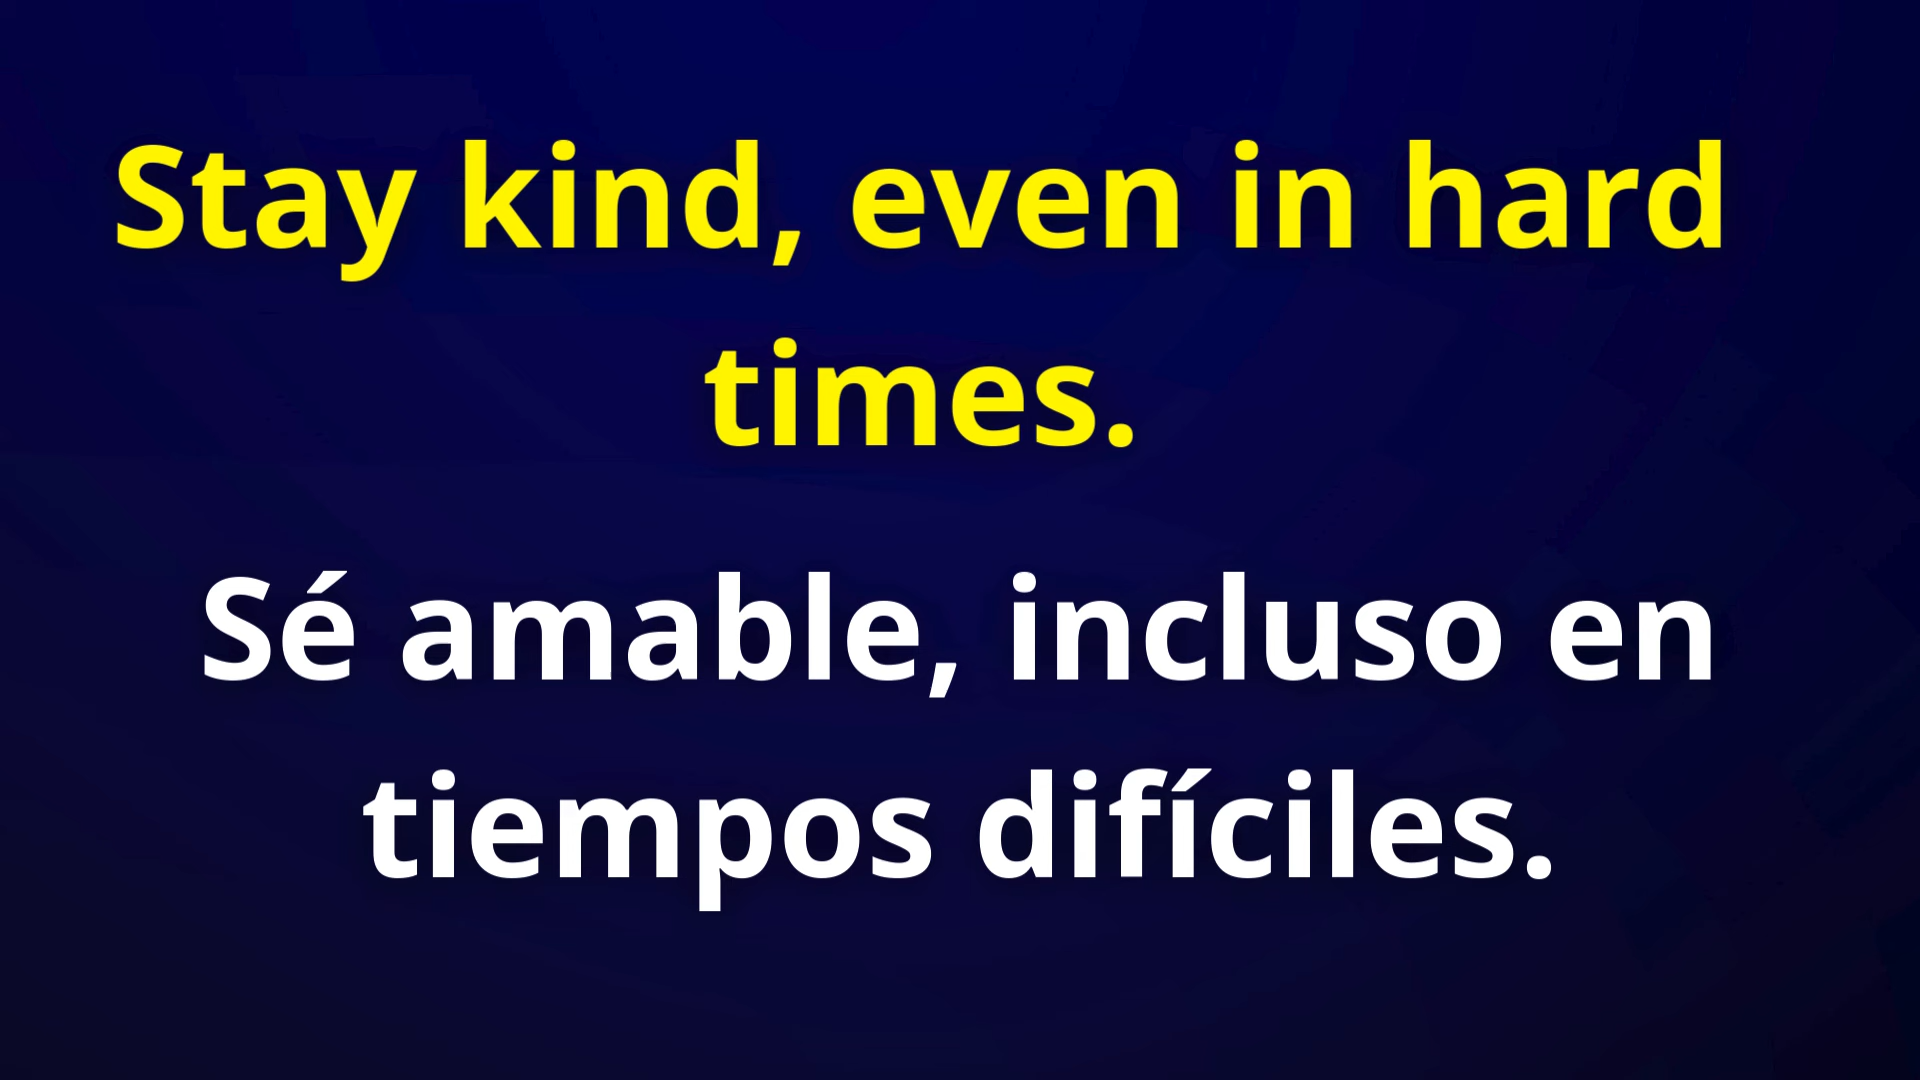 Stay kind, even in hard
times.
Sé amable, incluso en
tiempos difíciles.